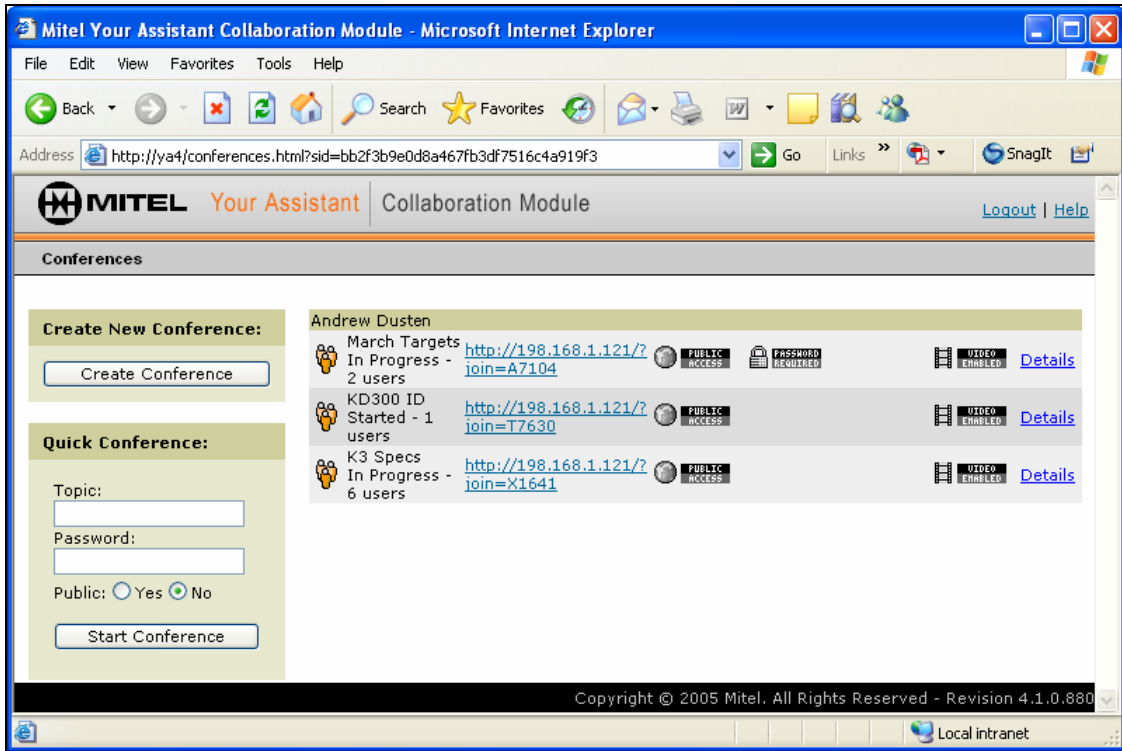 Mitel Your Assistant Collaboration Module - Microsoft Internet Explorer
File Edit View Favorites Tools Help
Back Search Favorites
Address http://ya4/conferences.html?sid=bb2f3b9e0d8a467fb3df7516c4a919f3 Go Links » SnagIt
MITEL Your Assistant Collaboration Module
Logout | Help
Conferences
Create New Conference:
Create Conference
Quick Conference:
Topic:
Password:
Public: Yes No
Start Conference
Andrew Dusten
March Targets
In Progress -
2 users
http://198.168.1.121/?
join=A7104
PUBLIC
ACCESS
PASSWORD
REQUIRED
VIDEO
ENABLED
Details
KD300 ID
Started - 1
users
http://198.168.1.121/?
join=T7630
PUBLIC
ACCESS
VIDEO
ENABLED
Details
K3 Specs
In Progress -
6 users
http://198.168.1.121/?
join=X1641
PUBLIC
ACCESS
VIDEO
ENABLED
Details
Copyright © 2005 Mitel. All Rights Reserved - Revision 4.1.0.880
Local intranet